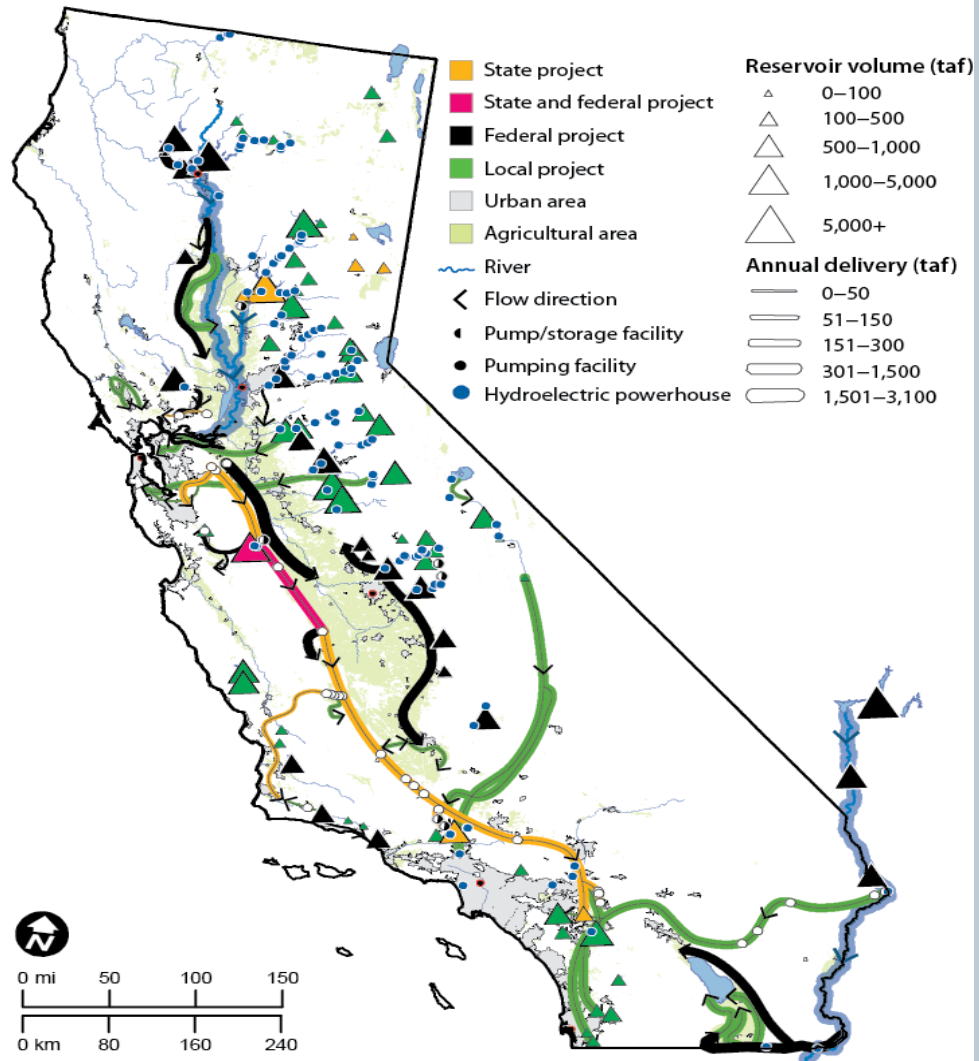 State project
State and federal project
Federal project
Local project
Urban area
Agricultural area
River
Flow direction
Pump/storage facility
Pumping facility
Hydroelectric powerhouse
Reservoir volume (taf)
0–100
100–500
500–1,000
1,000–5,000
5,000+
Annual delivery (taf)
0–50
51–150
151–300
301–1,500
1,501–3,100
N
0 mi 50 100 150
0 km 80 160 240